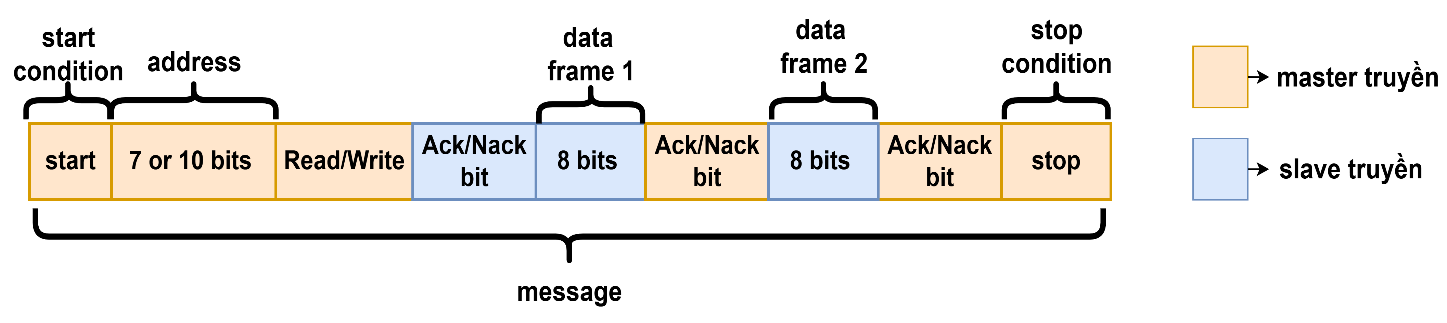 start
condition
address
data
frame 1
data
frame 2
stop
condition
start
7 or 10 bits
Read/Write
Ack/Nack
bit
8 bits
Ack/Nack
bit
8 bits
Ack/Nack
bit
stop
message
master truyền
slave truyền